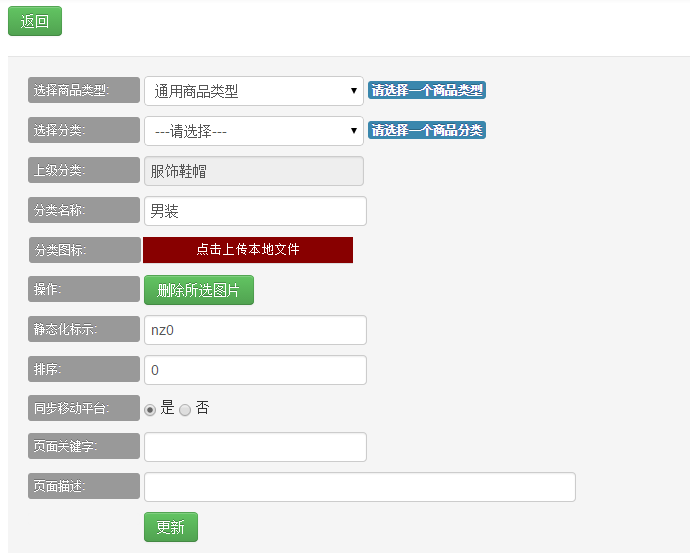 返回
选择商品类型: 通用商品类型 请选择一个商品类型
选择分类: ---请选择--- 请选择一个商品分类
上级分类: 服饰鞋帽
分类名称: 男装
分类图标: 点击上传本地文件
操作: 删除所选图片
静态化标示: nz0
排序: 0
同步移动平台: 是 否
页面关键字:
页面描述:
更新